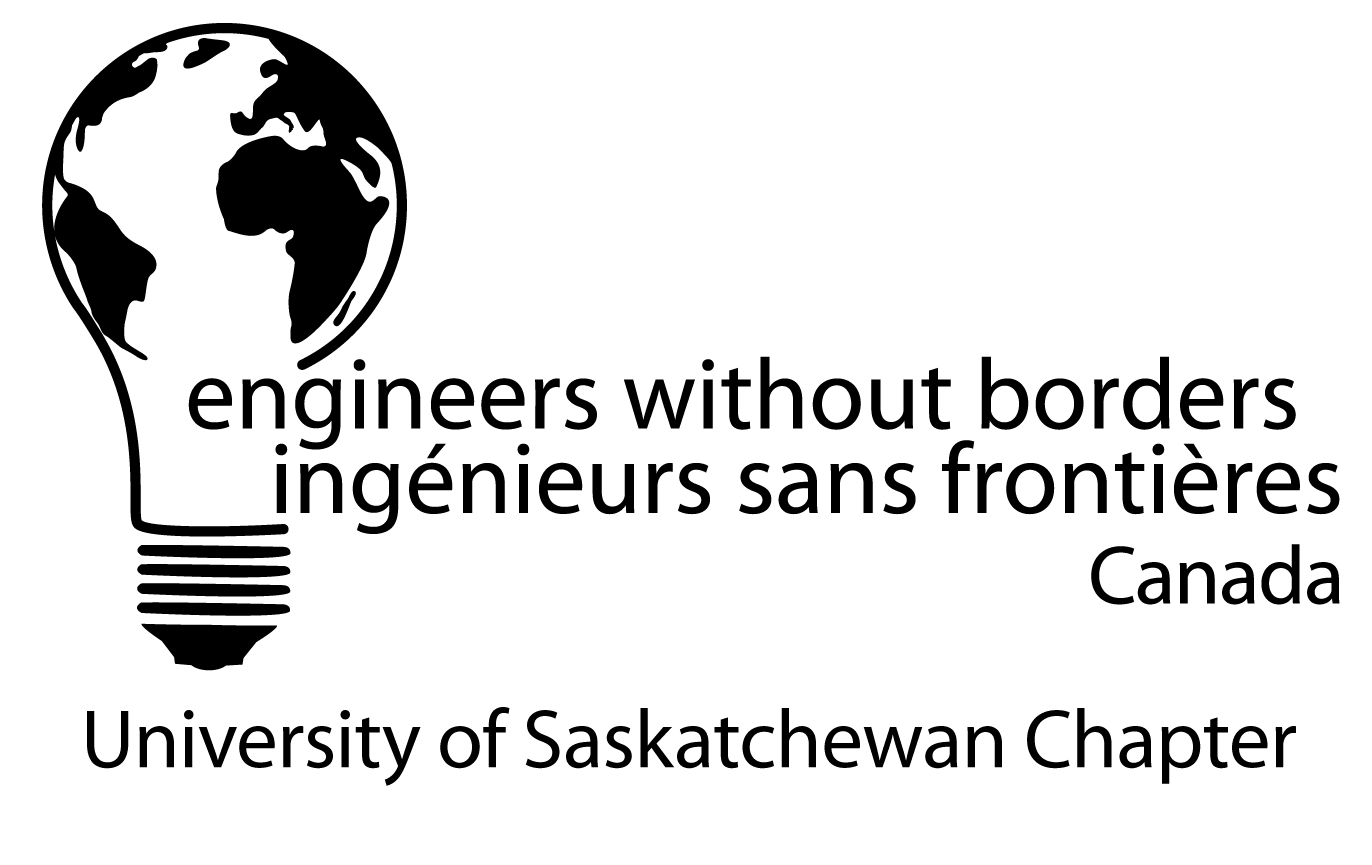 engineers without borders
ingénieurs sans frontières
Canada
University of Saskatchewan Chapter